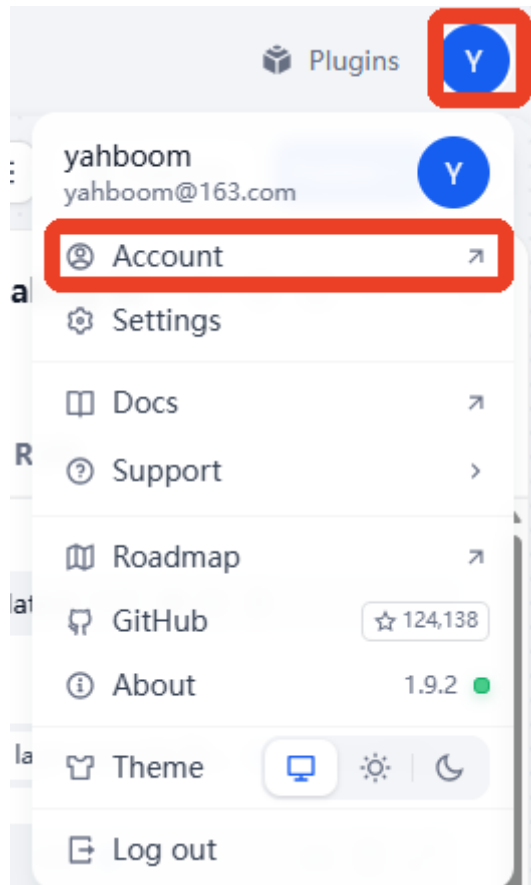 Plugins
Y
yahboom
yahboom@163.com
Y
Account
Settings
Docs
R
Support
Roadmap
GitHub
124,138
About
1.9.2
la
Theme
Log out